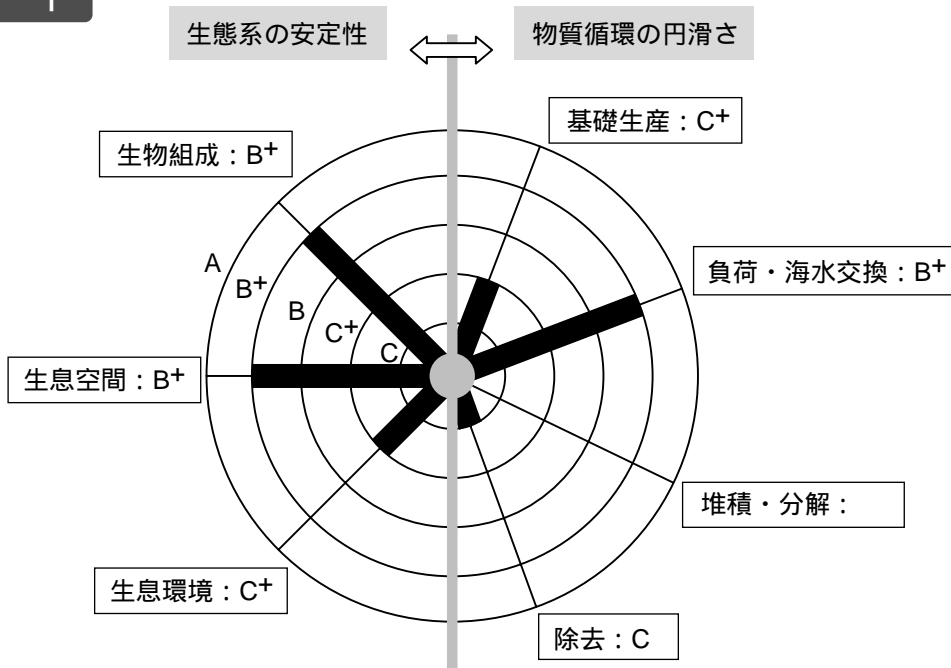 生態系の安定性
物質循環の円滑さ
基礎生産：C+
生物組成：B+
負荷・海水交換：B+
A
B+
B
C+
C
生息空間：B+
堆積・分解：
生息環境：C+
除去：C